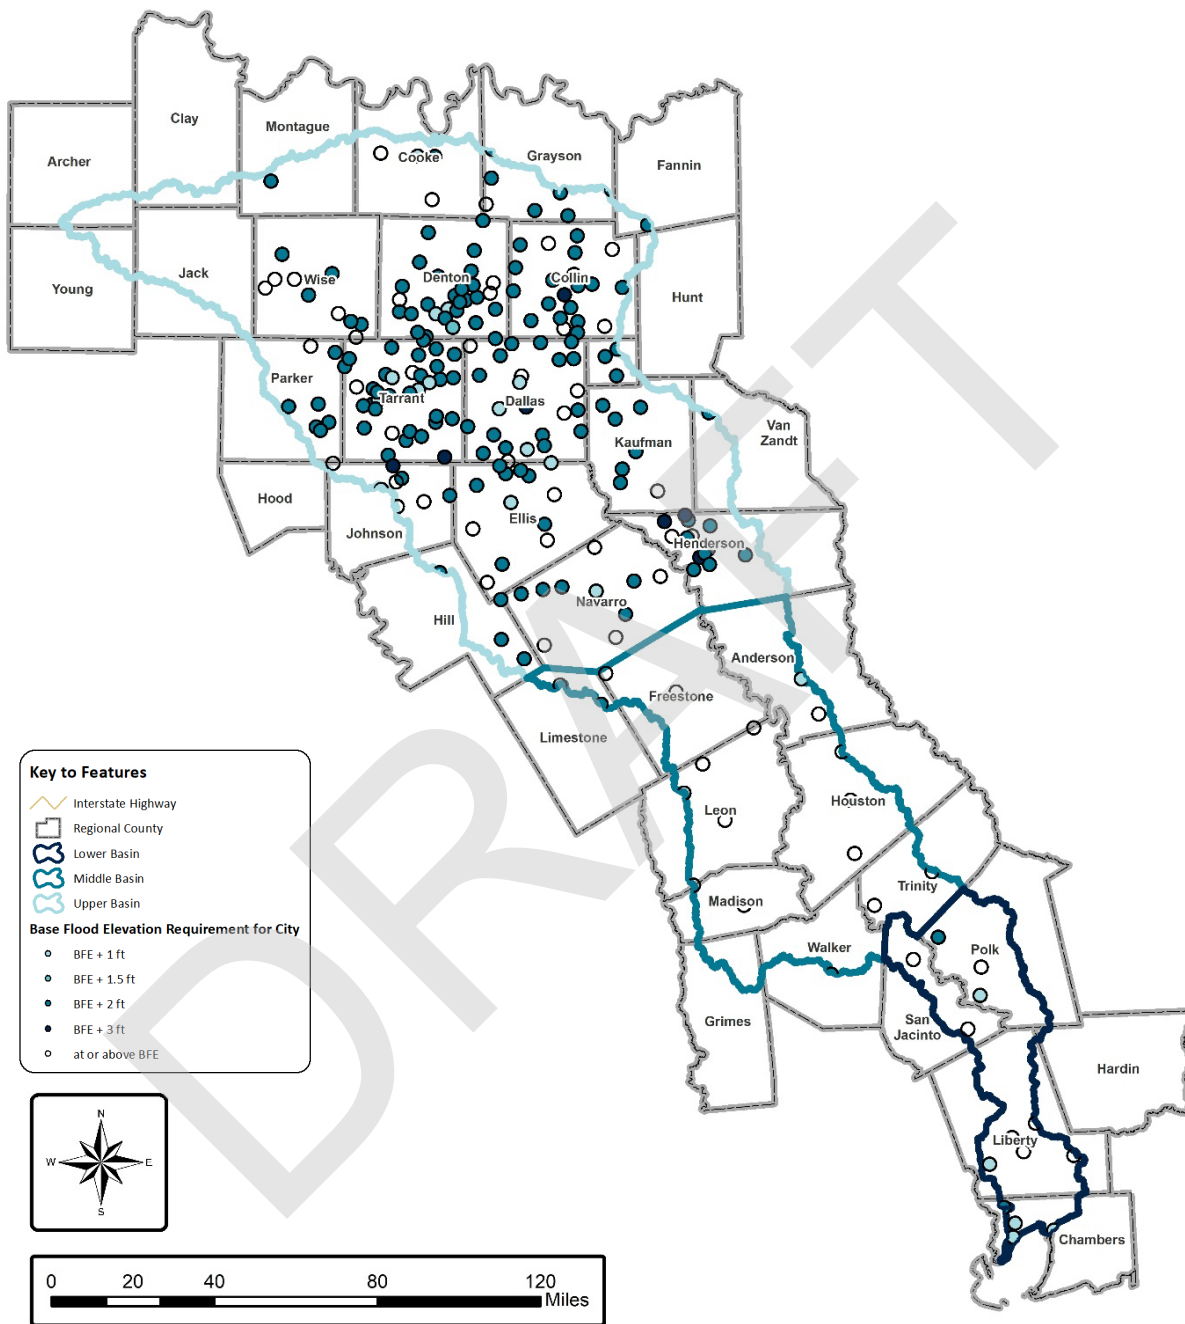 Clay
Montague
Archer
Cooke
Grayson
Fannin
Jack
Young
Wise
Denton
Collin
Hunt
Parker
Tarrant
Dallas
Kaufman
Van
Zandt
Hood
Johnson
Ellis
Henderson
Navarro
Hill
Anderson
Freestone
Limestone
Leon
Houston
Trinity
Madison
Walker
Polk
Grimes
San
Jacinto
Hardin
Liberty
Chambers
DRAFT
Key to Features
Interstate Highway
Regional County
Lower Basin
Middle Basin
Upper Basin
Base Flood Elevation Requirement for City
BFE + 1 ft
BFE + 1.5 ft
BFE + 2 ft
BFE + 3 ft
at or above BFE
N
W E
S
0 20 40 80 120
Miles